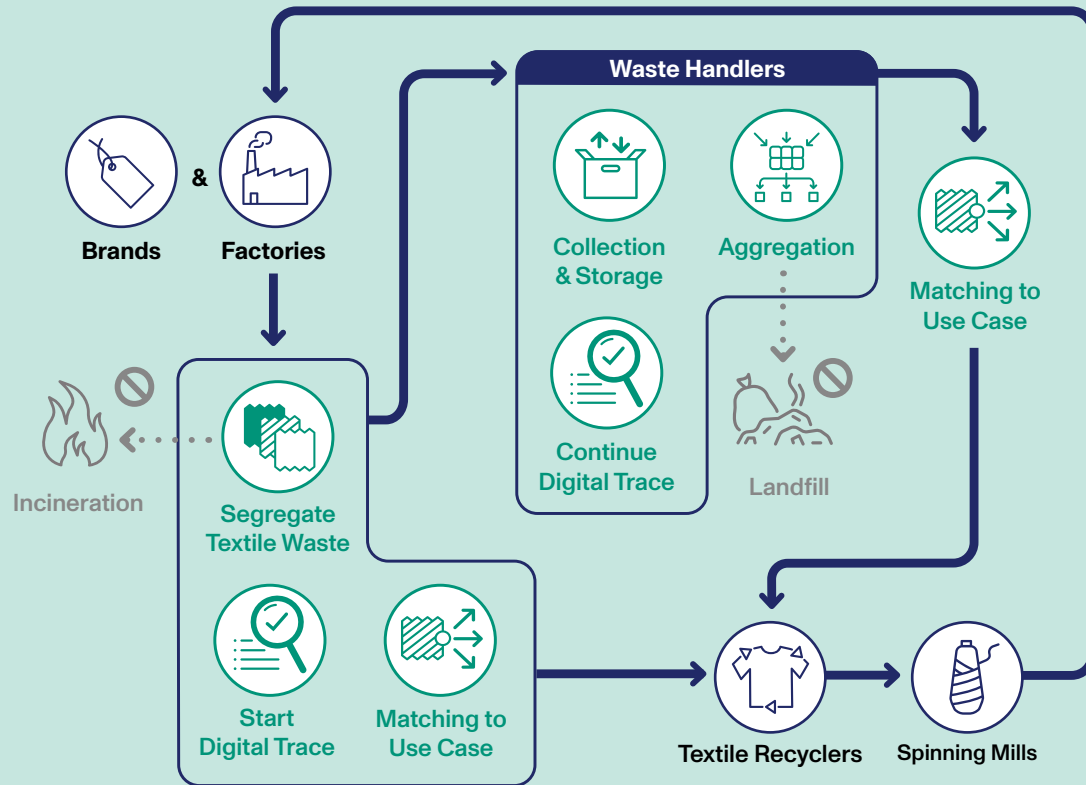 Waste Handlers
Brands
&
Factories
Collection
& Storage
Aggregation
Matching to
Use Case
Continue
Digital Trace
Landfill
Incineration
Segregate
Textile Waste
Start
Digital Trace
Matching to
Use Case
Textile Recyclers
Spinning Mills